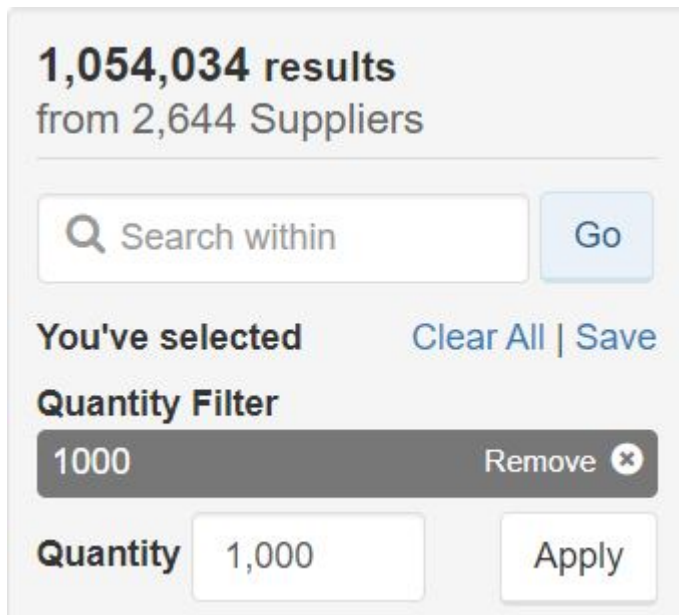 1,054,034 results
from 2,644 Suppliers
Search within Go
You've selected Clear All | Save
Quantity Filter
1000 Remove
Quantity 1,000 Apply